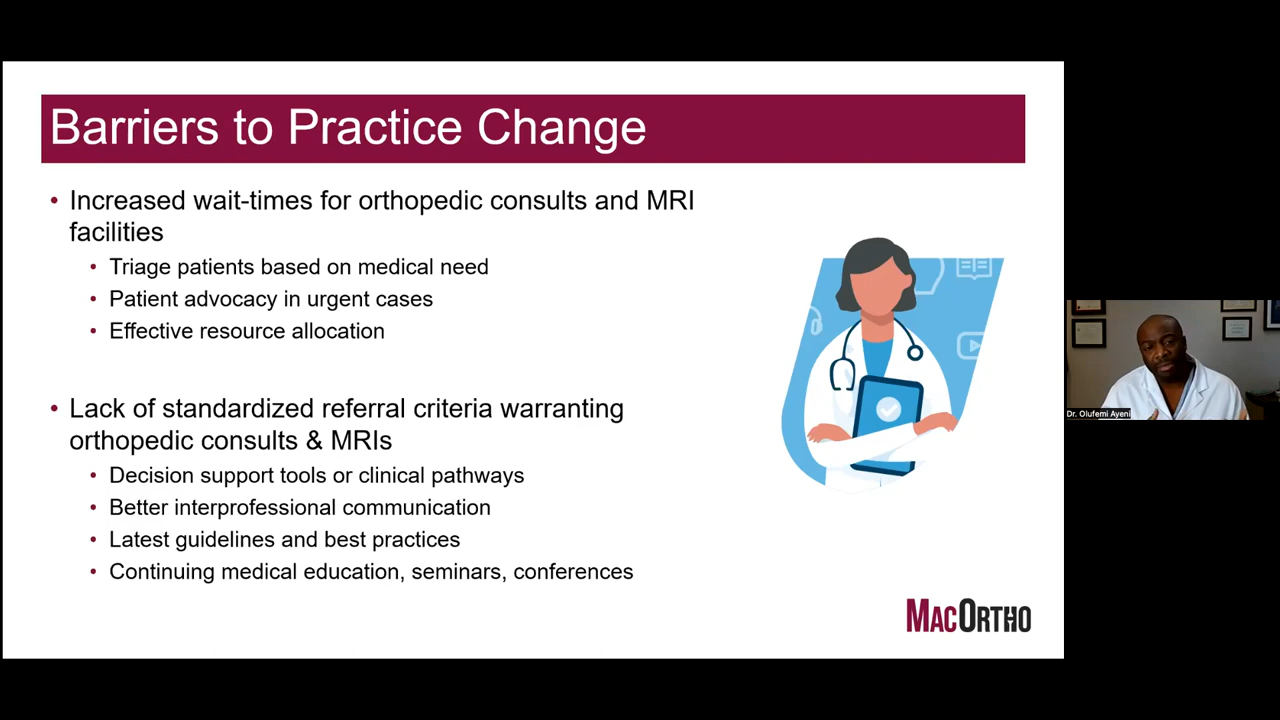 Barriers to Practice Change
• Increased wait-times for orthopedic consults and MRI
facilities
• Triage patients based on medical need
• Patient advocacy in urgent cases
• Effective resource allocation
• Lack of standardized referral criteria warranting
orthopedic consults & MRIs
• Decision support tools or clinical pathways
• Better interprofessional communication
• Latest guidelines and best practices
• Continuing medical education, seminars, conferences
MACORTHO
Dr. Olufemi Ayeni